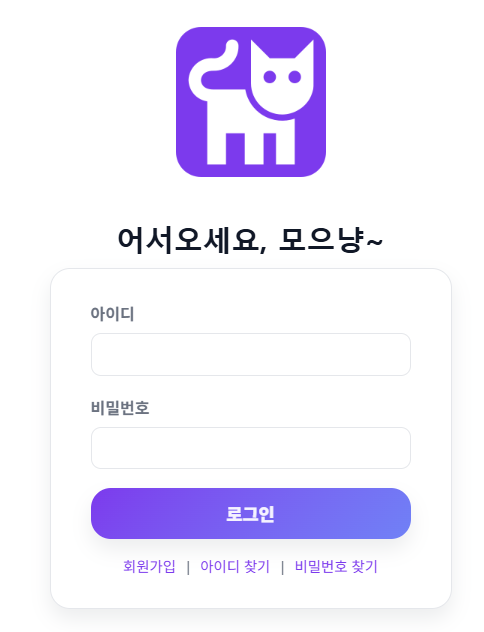 어서오세요, 모으냥~
아이디
비밀번호
로그인
회원가입 | 아이디 찾기 | 비밀번호 찾기